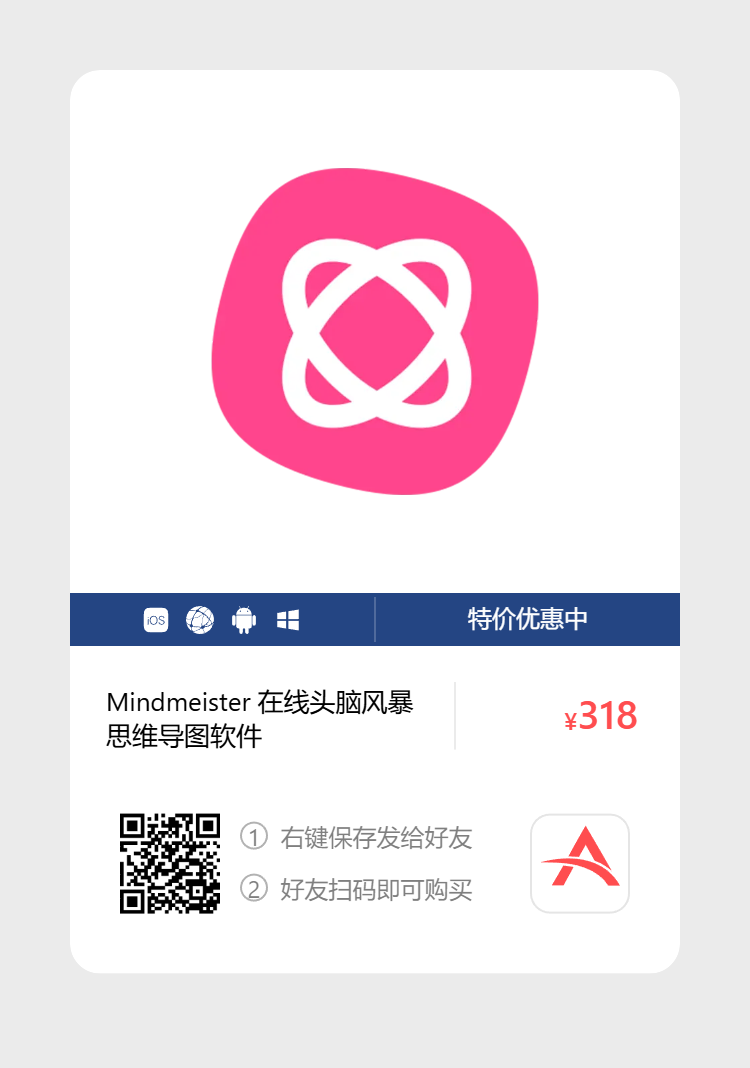 iOS
特价优惠中
Mindmeister 在线头脑风暴
思维导图软件
¥318
① 右键保存发给好友
② 好友扫码即可购买